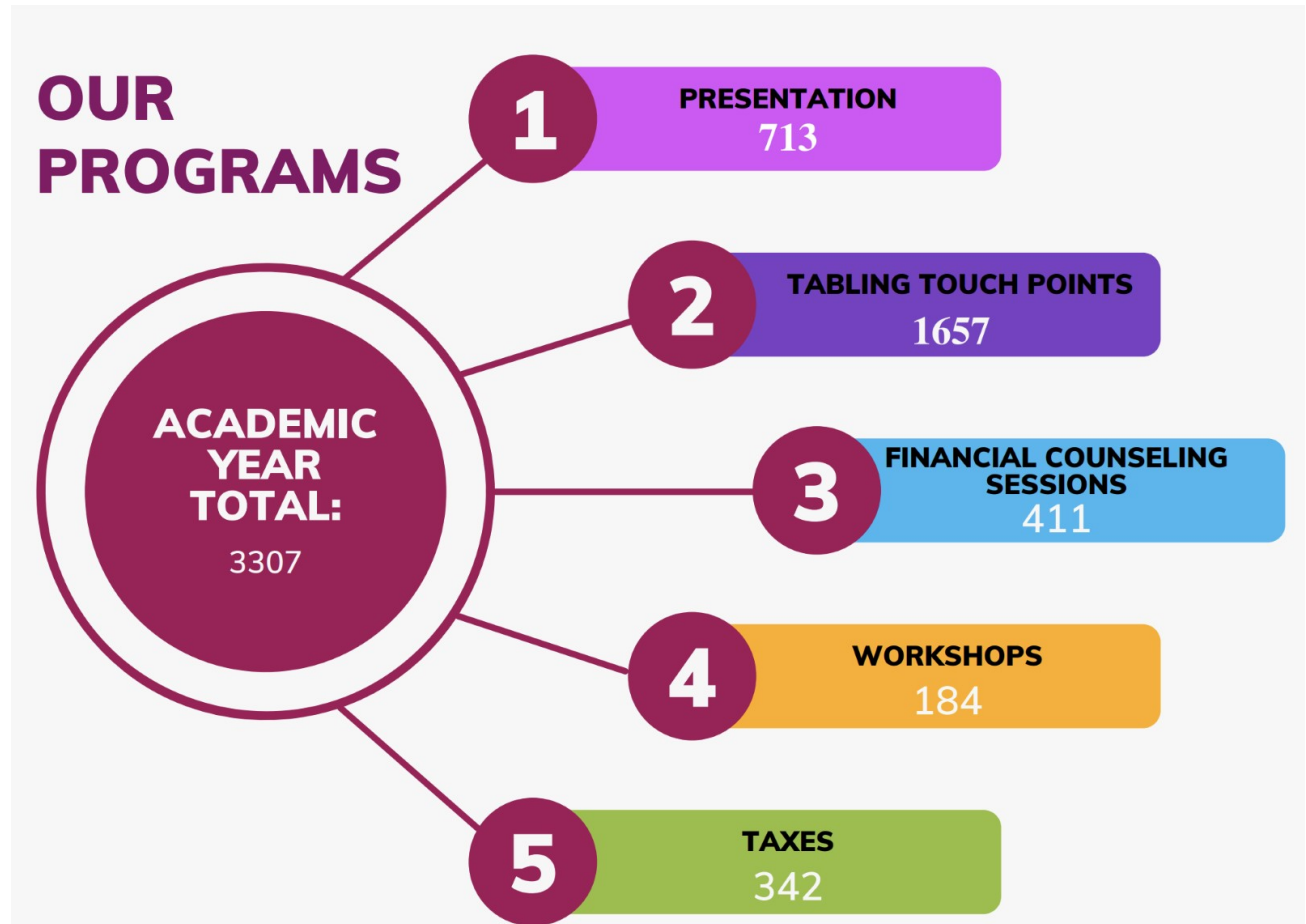 OUR
PROGRAMS
1
PRESENTATION
713
2
TABLING TOUCH POINTS
1657
ACADEMIC
YEAR
TOTAL:
3307
3
FINANCIAL COUNSELING
SESSIONS
411
4
WORKSHOPS
184
5
TAXES
342